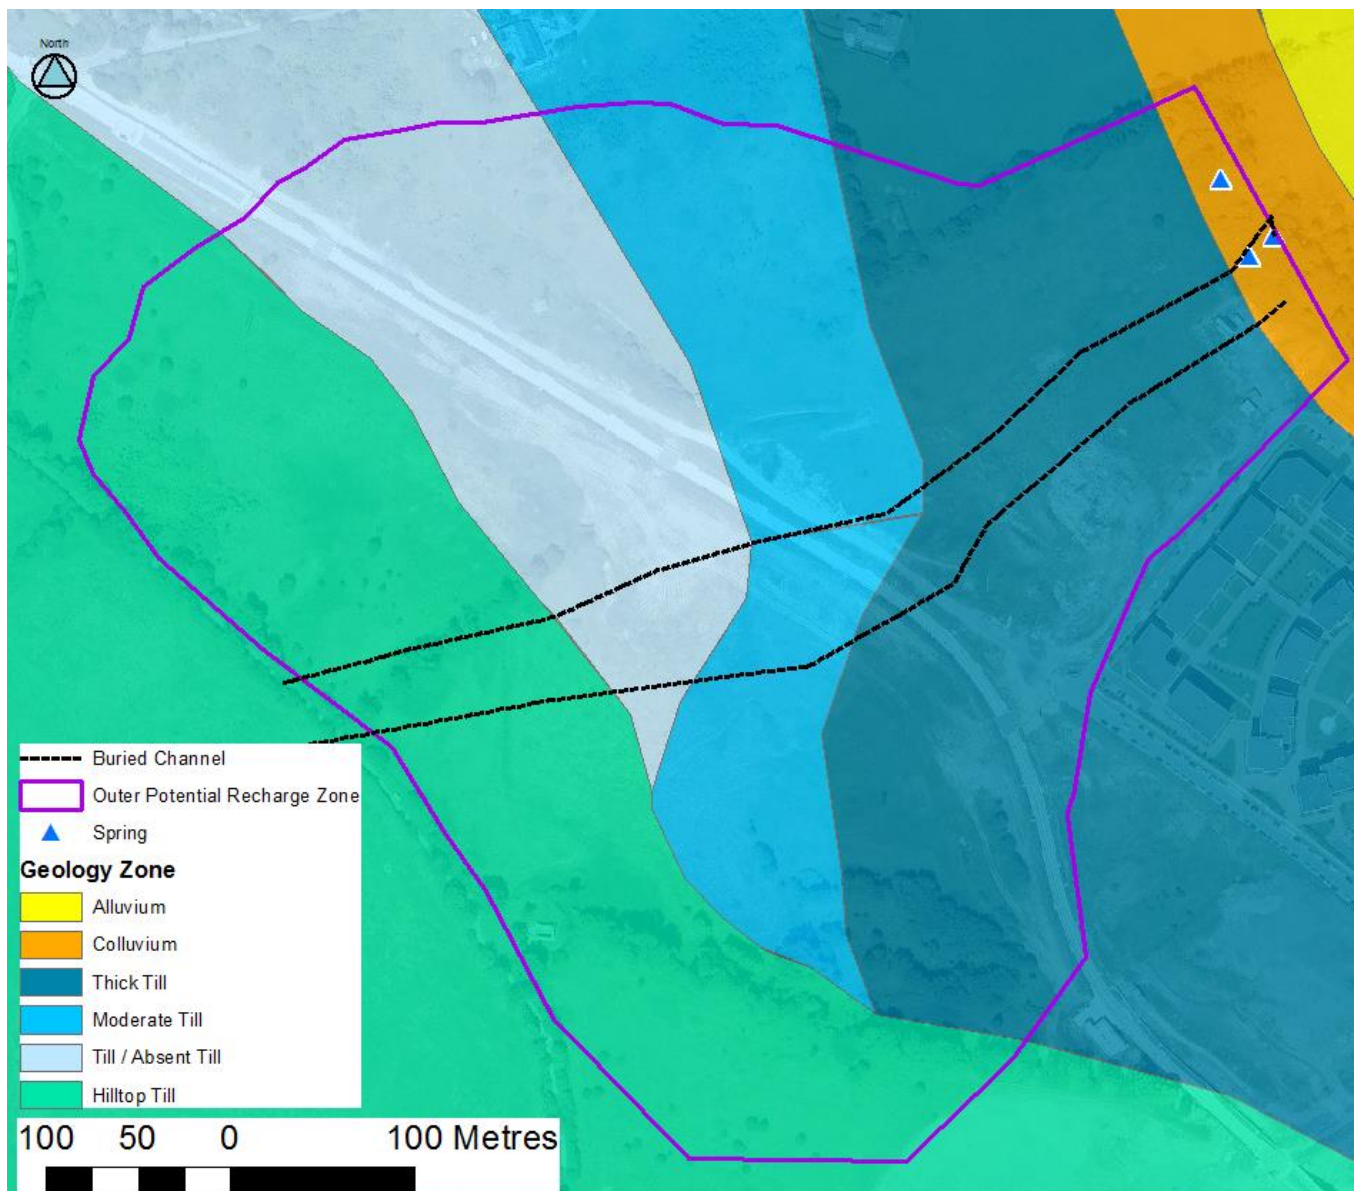 North
Buried Channel
Outer Potential Recharge Zone
Spring
Geology Zone
Alluvium
Colluvium
Thick Till
Moderate Till
Till / Absent Till
Hilltop Till
100 50 0 100 Metres